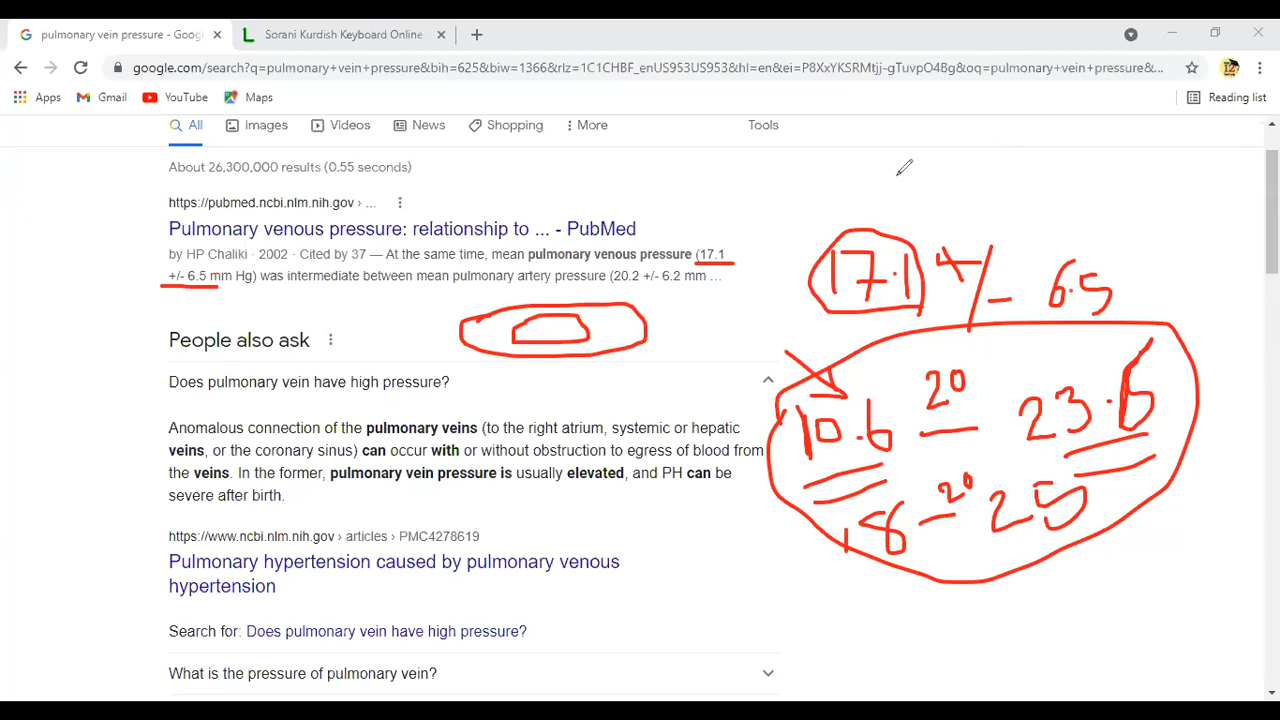 pulmonary vein pressure - Goog
Sorani Kurdish Keyboard Online
google.com/search?q=pulmonary+vein+pressure&bih=625&biw=1366&rlz=1C1CHBF_enUS953US953&hl=en&ei=P8XxYKSRMtjj-gTuvpO4Bg&oq=pulmonary+vein+pressure&...
Apps Gmail YouTube Maps Reading list
All Images Videos News Shopping More Tools
About 26,300,000 results (0.55 seconds)
https://pubmed.ncbi.nlm.nih.gov › ...
Pulmonary venous pressure: relationship to ... - PubMed
by HP Chaliki · 2002 · Cited by 37 — At the same time, mean pulmonary venous pressure (17.1
+/- 6.5 mm Hg) was intermediate between mean pulmonary artery pressure (20.2 +/- 6.2 mm ...
17.1 +/- 6.5
People also ask
Does pulmonary vein have high pressure?
10.6 20 — 23.6
Anomalous connection of the pulmonary veins (to the right atrium, systemic or hepatic
veins, or the coronary sinus) can occur with or without obstruction to egress of blood from
the veins. In the former, pulmonary vein pressure is usually elevated, and PH can be
severe after birth.
18 — 20 25
https://www.ncbi.nlm.nih.gov › articles › PMC4278619
Pulmonary hypertension caused by pulmonary venous
hypertension
Search for: Does pulmonary vein have high pressure?
What is the pressure of pulmonary vein?